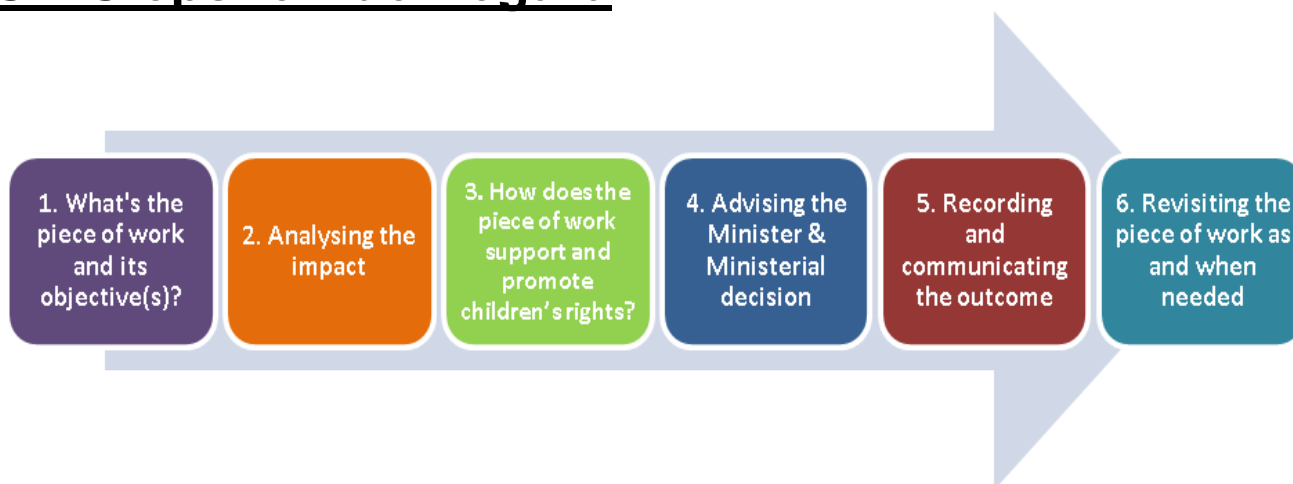 1. What's the
piece of work
and its
objective(s)?
2. Analysing the
impact
3. How does the
piece of work
support and
promote
children's rights?
4. Advising the
Minister &
Ministerial
decision
5. Recording
and
communicating
the outcome
6. Revisiting the
piece of work as
and when
needed